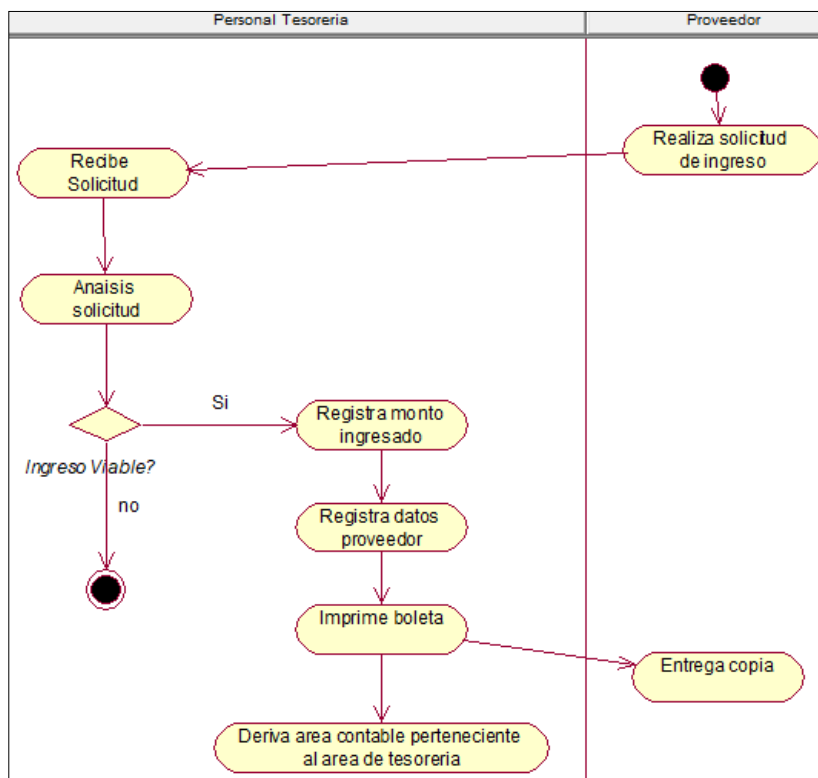 Personal Tesoreria
Proveedor
Realiza solicitud
de ingreso
Recibe
Solicitud
Anaisis
solicitud
Si
Registra monto
ingresado
Ingreso Viable?
no
Registra datos
proveedor
Imprime boleta
Entrega copia
Deriva area contable perteneciente
al area de tesoreria